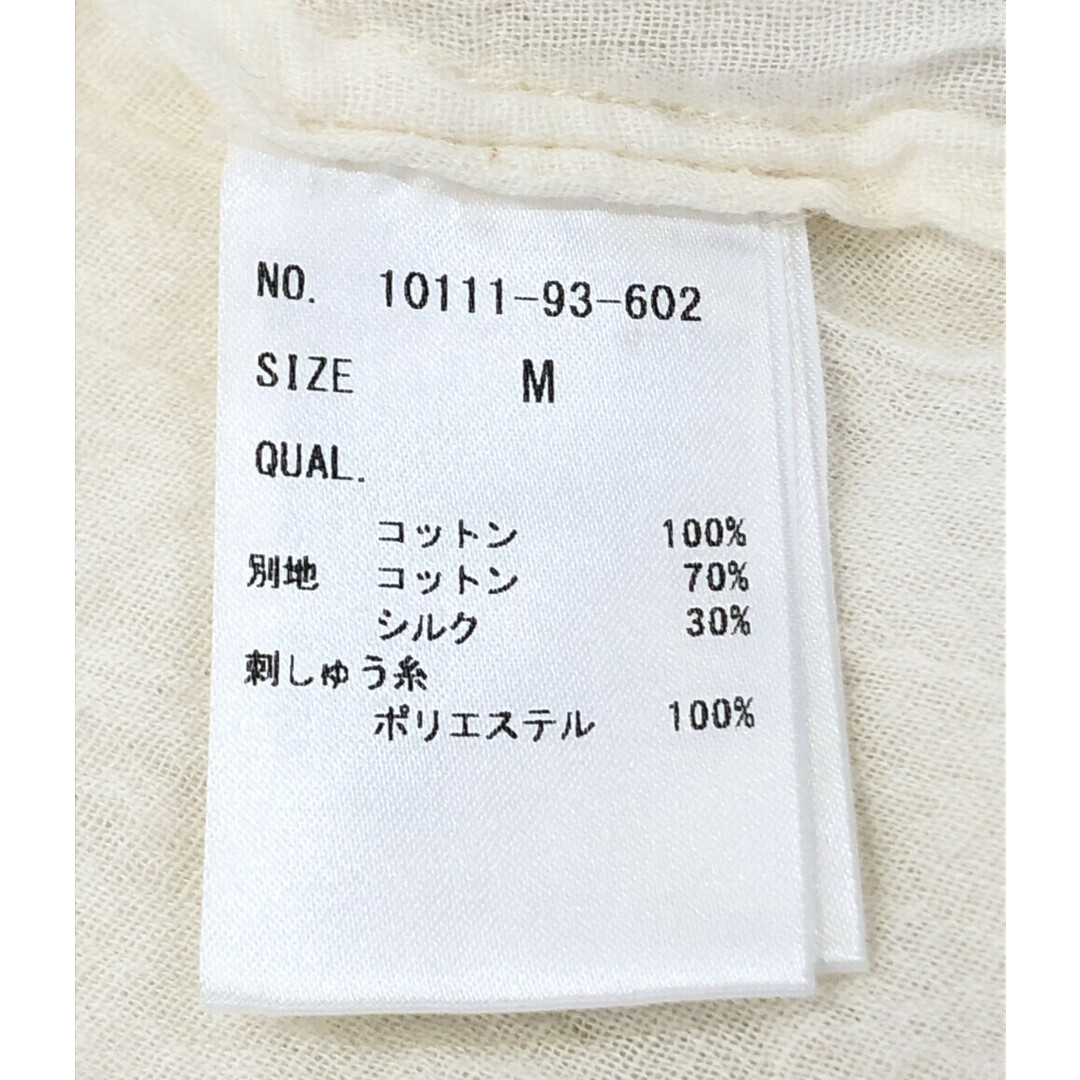 NO. 10111-93-602
SIZE M
QUAL.
コットン 100%
別地 コットン 70%
シルク 30%
刺しゅう糸
ポリエステル 100%